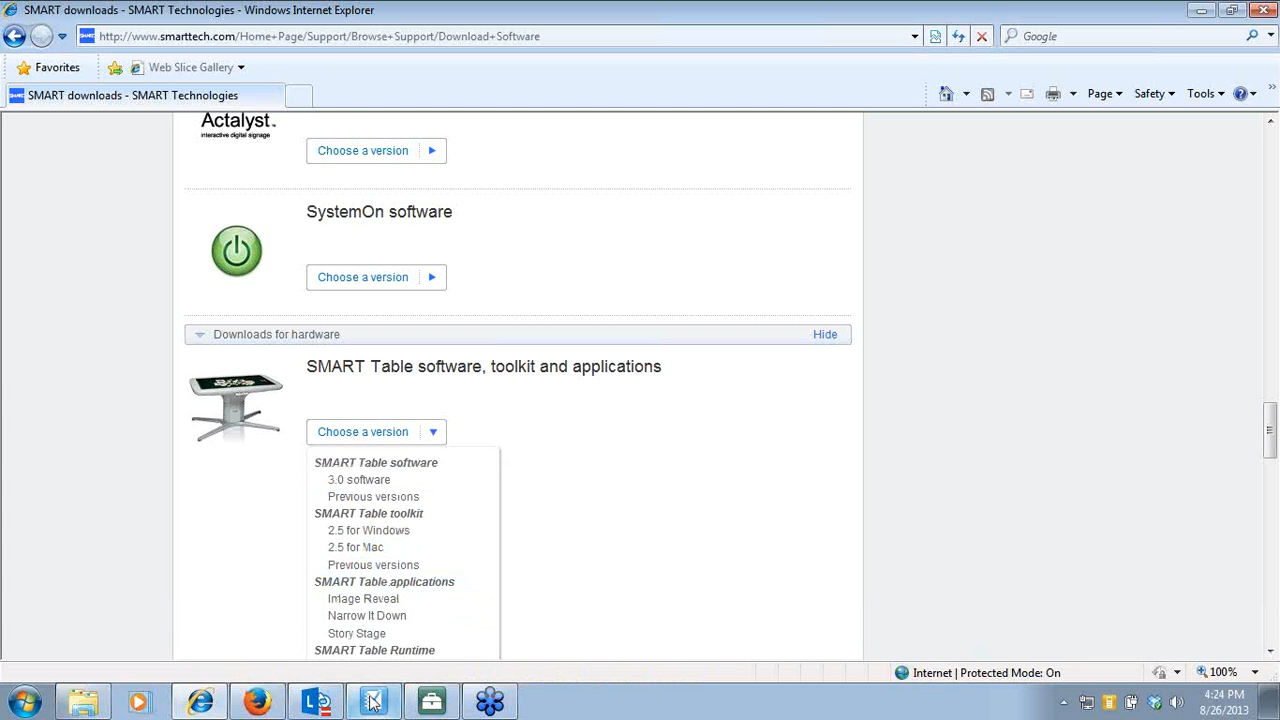 SMART downloads - SMART Technologies - Windows Internet Explorer
http://www.smarttech.com/Home+Page/Support/Browse+Support/Download+Software
Google
Favorites
Web Slice Gallery
SMART downloads - SMART Technologies
Page
Safety
Tools
Actalyst
interactive digital signage
Choose a version
SystemOn software
Choose a version
Downloads for hardware
Hide
SMART Table software, toolkit and applications
Choose a version
SMART Table software
3.0 software
Previous versions
SMART Table toolkit
2.5 for Windows
2.5 for Mac
Previous versions
SMART Table applications
Image Reveal
Narrow It Down
Story Stage
SMART Table Runtime
Internet | Protected Mode: On
100%
4:24 PM
8/26/2013